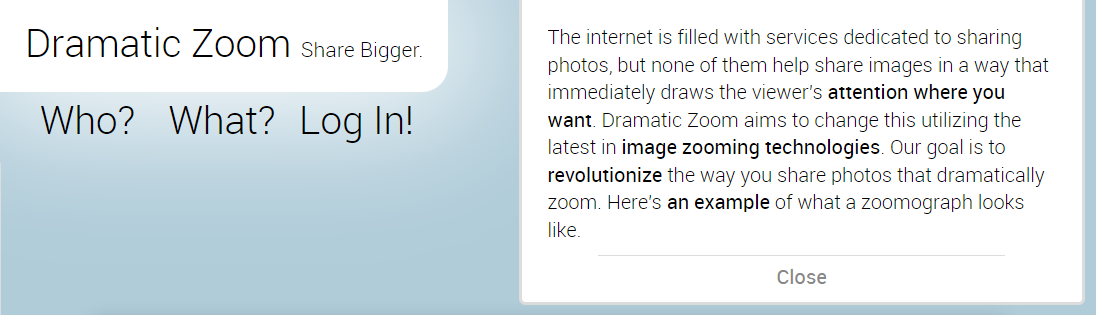 Dramatic Zoom Share Bigger.
Who? What? Log In!
The internet is filled with services dedicated to sharing
photos, but none of them help share images in a way that
immediately draws the viewer's attention where you
want. Dramatic Zoom aims to change this utilizing the
latest in image zooming technologies. Our goal is to
revolutionize the way you share photos that dramatically
zoom. Here's an example of what a zoomograph looks
like.
Close